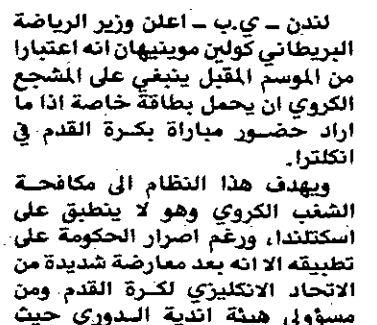 لندن ـ ي.ب ـ اعلن وزير الرياضة
البريطاني كولين موينيهان انه اعتبارا
من الموسم المقبل ينبغي على المشجع
الكروي ان يحمل بطاقة خاصة اذا ما
اراد حضور مباراة بكرة القدم في
انكلترا.
ويهدف هذا النظام الى مكافحة
الشغب الكروي وهو لا ينطبق على
اسكتلندا، ورغم اصرار الحكومة على
تطبيقه الا انه بعد معارضة شديدة من
الاتحاد الانكليزي لكرة القدم ومن
مسؤولي هيئة اندية الدوري حيث